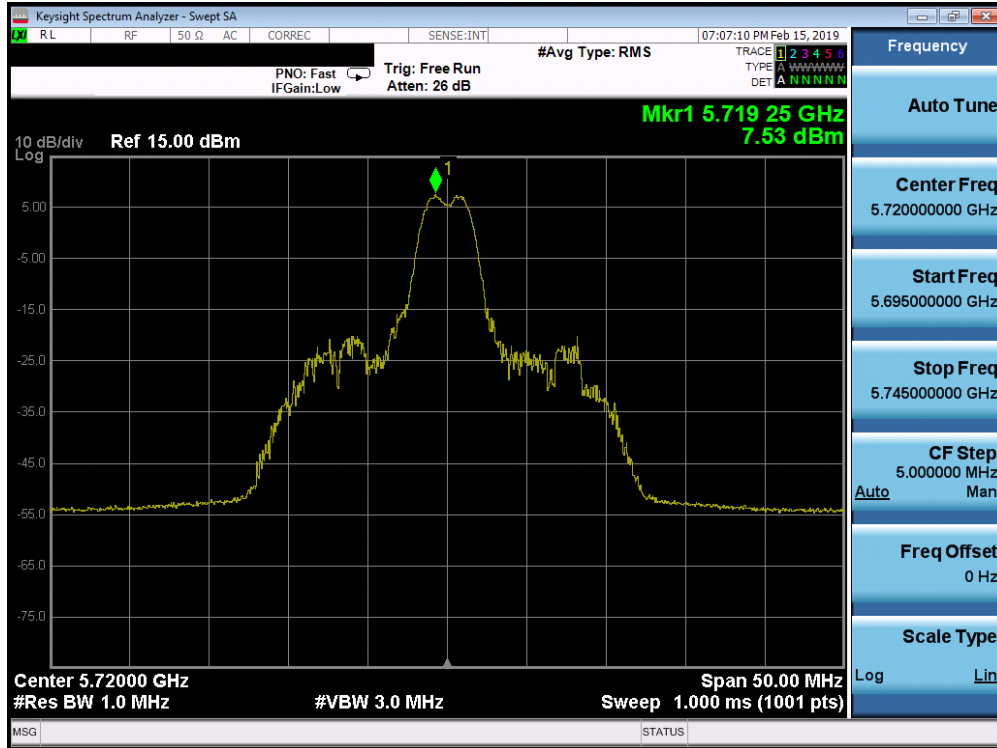 Keysight Spectrum Analyzer - Swept SA
LXI RL RF 50 Ω AC CORREC SENSE:INT 07:07:10 PM Feb 15, 2019
#Avg Type: RMS
TRACE 1 2 3 4 5 6
TYPE A WWWWW
DET A N N N N N
PNO: Fast
IFGain:Low
Trig: Free Run
Atten: 26 dB
Mkr1 5.719 25 GHz
7.53 dBm
10 dB/div Ref 15.00 dBm
Log
1
5.00
-5.00
-15.0
-25.0
-35.0
-45.0
-55.0
-65.0
-75.0
Center 5.72000 GHz Span 50.00 MHz
#Res BW 1.0 MHz #VBW 3.0 MHz Sweep 1.000 ms (1001 pts)
MSG STATUS
Frequency
Auto Tune
Center Freq
5.720000000 GHz
Start Freq
5.695000000 GHz
Stop Freq
5.745000000 GHz
CF Step
5.000000 MHz
Auto Man
Freq Offset
0 Hz
Scale Type
Log Lin